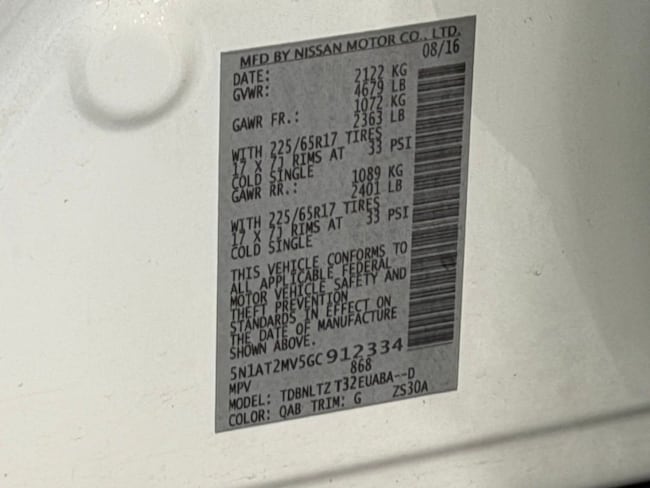 MFD BY NISSAN MOTOR CO., LTD.
DATE: 08/16
GVWR: 2122 KG
4679 LB
GAWR FR.: 1072 KG
2363 LB
WITH 225/65R17 TIRES
17 X 7J RIMS AT 33 PSI
COLD SINGLE
GAWR RR.: 1089 KG
2401 LB
WITH 225/65R17 TIRES
17 X 7J RIMS AT 33 PSI
COLD SINGLE
THIS VEHICLE CONFORMS TO
ALL APPLICABLE FEDERAL
MOTOR VEHICLE SAFETY AND
THEFT PREVENTION
STANDARDS IN EFFECT ON
THE DATE OF MANUFACTURE
SHOWN ABOVE.
5N1AT2MV5GC912334
MPV 868
MODEL: TDBNLTZ T32EUABA--D
COLOR: QAB TRIM: G ZS30A